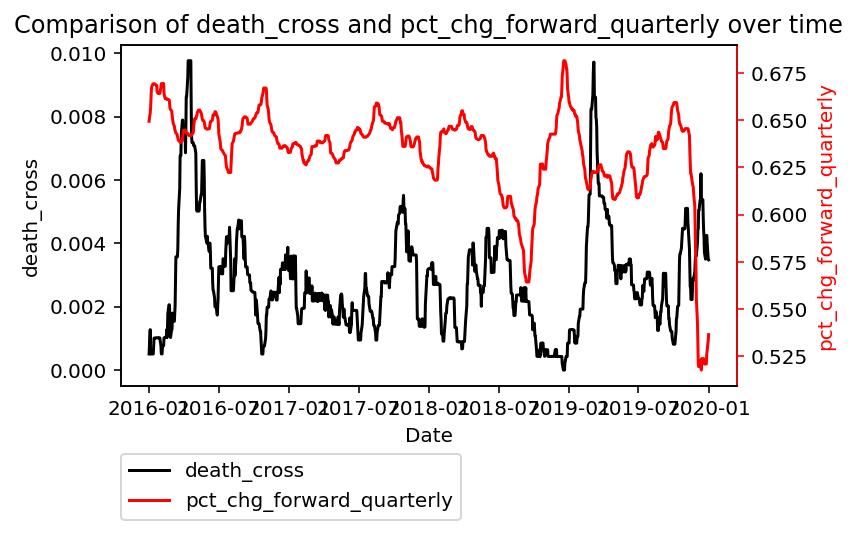 Comparison of death_cross and pct_chg_forward_quarterly over time
death_cross
0.010
0.008
0.006
0.004
0.002
0.000
0.675
0.650
0.625
0.600
0.575
0.550
0.525
pct_chg_forward_quarterly
2016-01 2016-07 2017-01 2017-07 2018-01 2018-07 2019-01 2019-07 2020-01
Date
death_cross
pct_chg_forward_quarterly